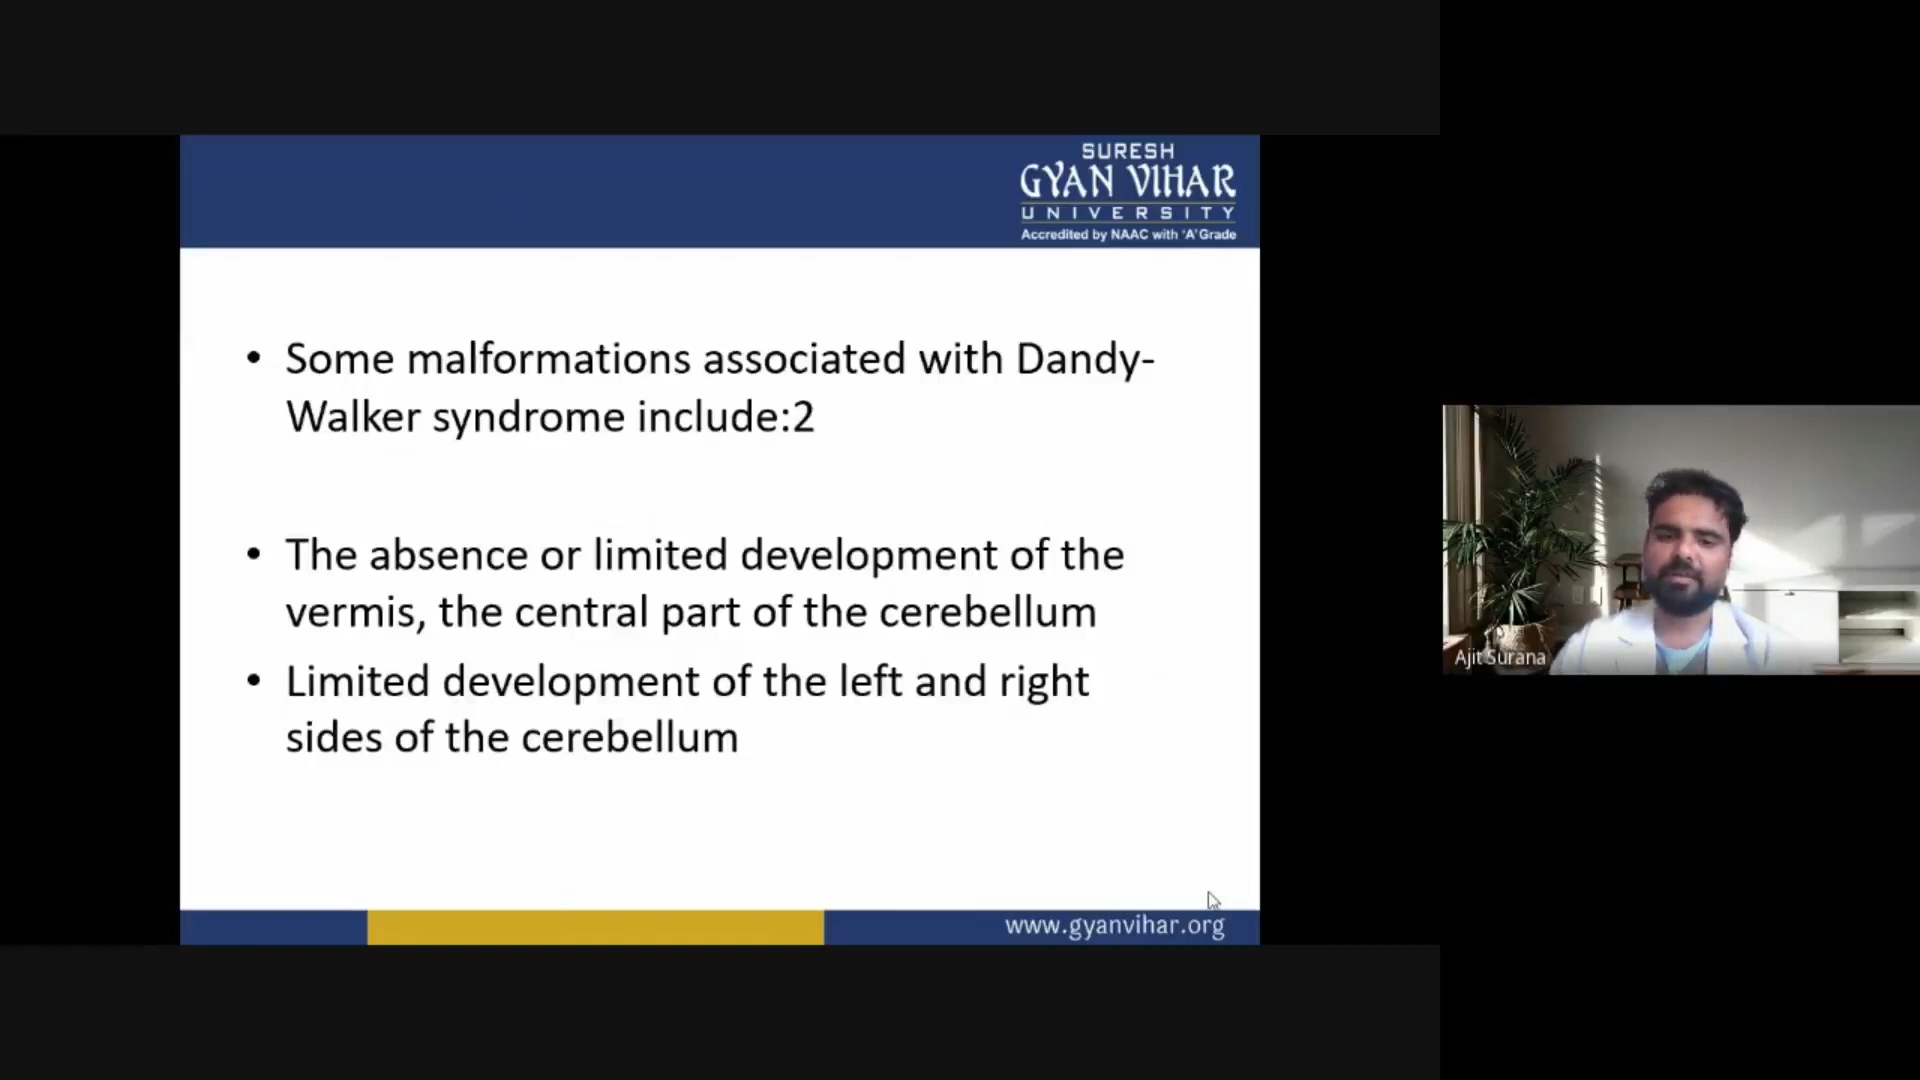 SURESH
GYAN VIHAR
UNIVERSITY
Accredited by NAAC with 'A' Grade
• Some malformations associated with Dandy-
Walker syndrome include:2
• The absence or limited development of the
vermis, the central part of the cerebellum
• Limited development of the left and right
sides of the cerebellum
www.gyanvihar.org
Ajit Surana